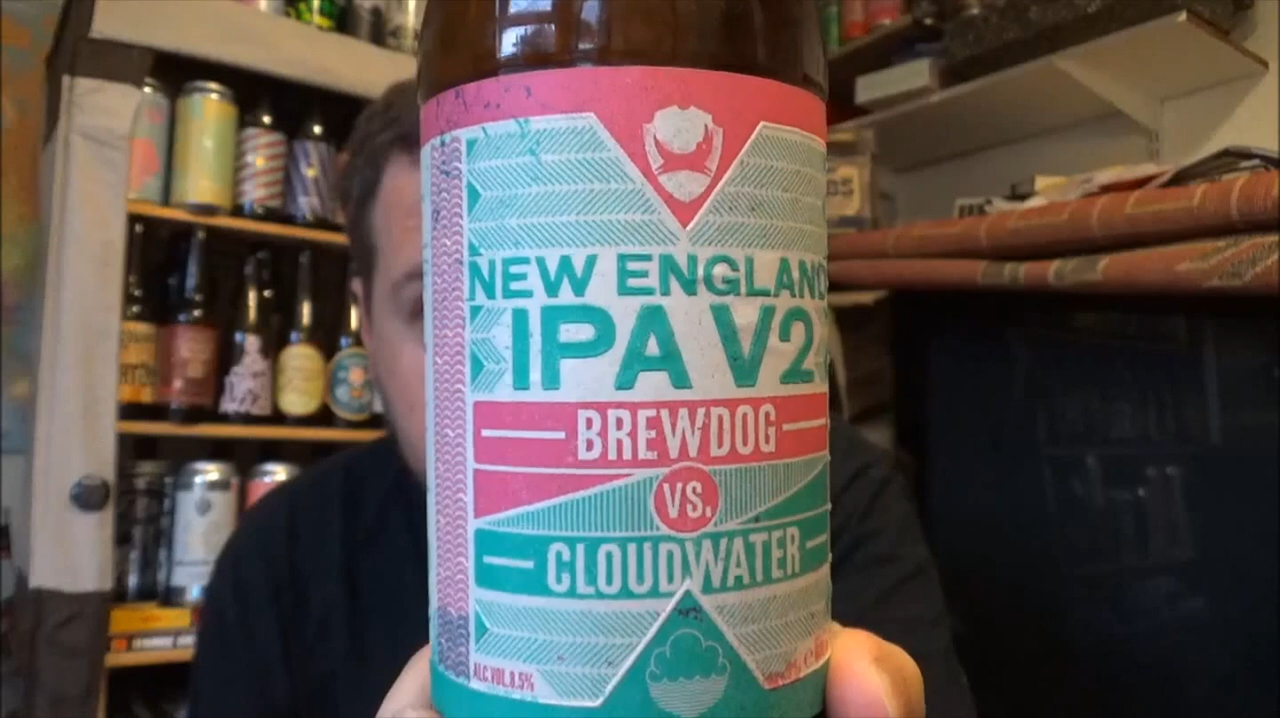 NEW ENGLAND
IPA V2
BREWDOG
VS.
CLOUDWATER
ALC.VOL.8.5%